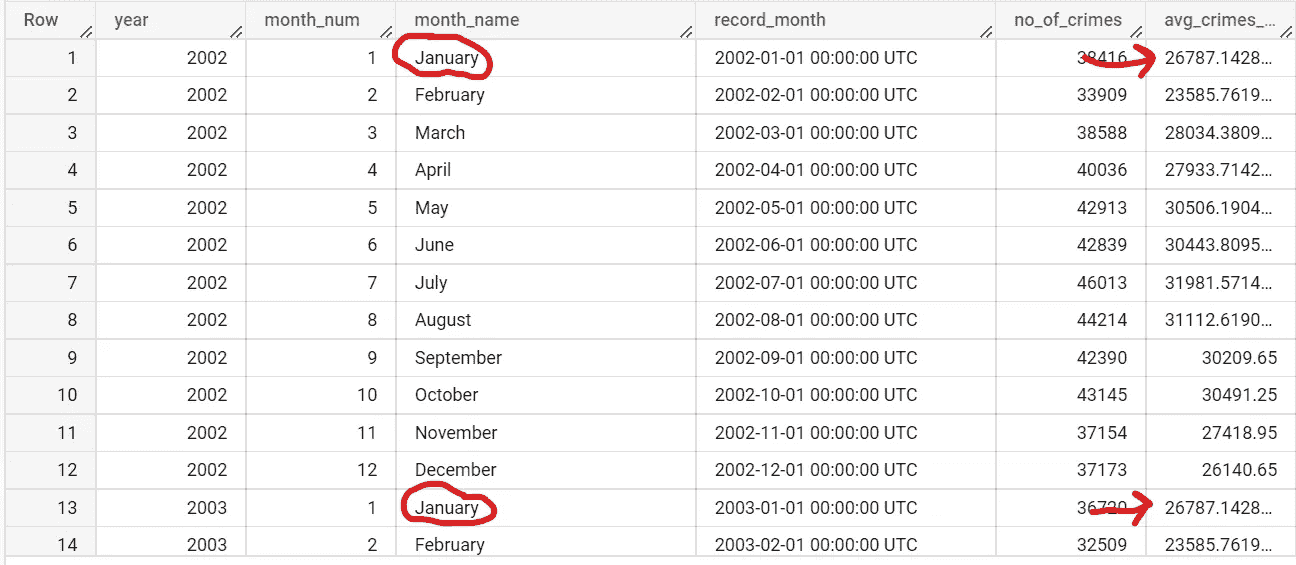 Row year month_num month_name record_month no_of_crimes avg_crimes_...
1 2002 1 January 2002-01-01 00:00:00 UTC 38416 26787.1428...
2 2002 2 February 2002-02-01 00:00:00 UTC 33909 23585.7619...
3 2002 3 March 2002-03-01 00:00:00 UTC 38588 28034.3809...
4 2002 4 April 2002-04-01 00:00:00 UTC 40036 27933.7142...
5 2002 5 May 2002-05-01 00:00:00 UTC 42913 30506.1904...
6 2002 6 June 2002-06-01 00:00:00 UTC 42839 30443.8095...
7 2002 7 July 2002-07-01 00:00:00 UTC 46013 31981.5714...
8 2002 8 August 2002-08-01 00:00:00 UTC 44214 31112.6190...
9 2002 9 September 2002-09-01 00:00:00 UTC 42390 30209.65
10 2002 10 October 2002-10-01 00:00:00 UTC 43145 30491.25
11 2002 11 November 2002-11-01 00:00:00 UTC 37154 27418.95
12 2002 12 December 2002-12-01 00:00:00 UTC 37173 26140.65
13 2003 1 January 2003-01-01 00:00:00 UTC 26787.1428...
14 2003 2 February 2003-02-01 00:00:00 UTC 32509 23585.7619...